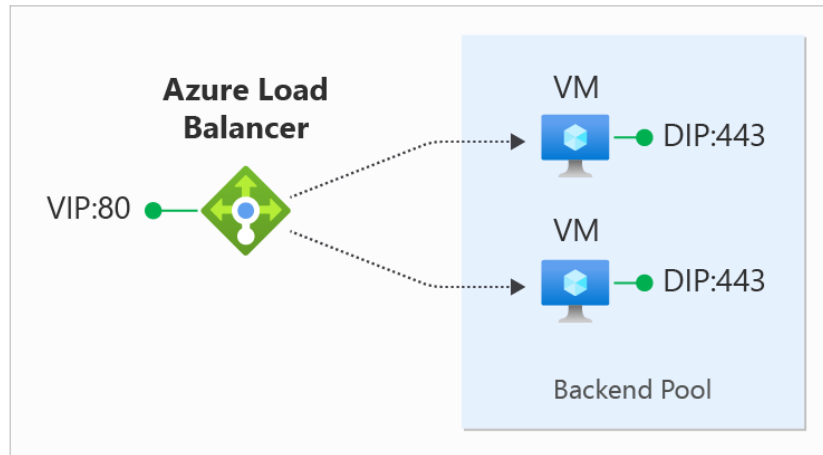 Azure Load
Balancer
VIP:80
VM
DIP:443
VM
DIP:443
Backend Pool